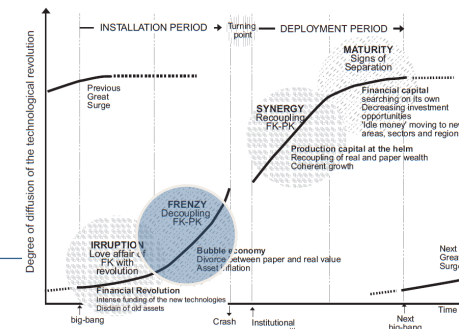 INSTALLATION PERIOD
Turning
point
DEPLOYMENT PERIOD
Degree of diffusion of the technological revolution
Previous
Great
Surge
MATURITY
Signs of
Separation
Financial capital
searching on its own
Decreasing investment
opportunities
'Idle money' moving to
areas, sectors and region
SYNERGY
Recoupling
FK-PK
Production capital at the helm
Recoupling of real and paper wealth
Coherent growth
FRENZY
Decoupling
FK-PK
Bubble economy
Divorce between paper and real value
Asset inflation
IRRUPTION
Love affair of
FK with
revolution
Financial Revolution
Intense funding of the new technologies
Disdain of old assets
Next
Great
Surge
Time
big-bang
Crash
Institutional
Next
big-bang